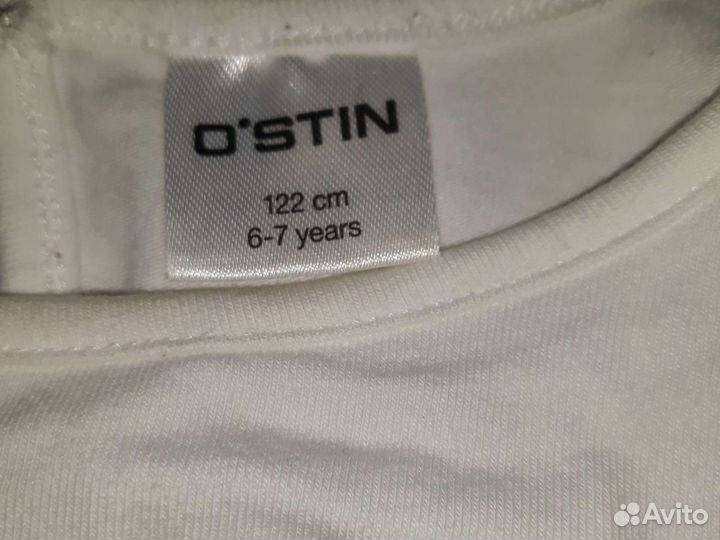 O'STIN
122 cm
6-7 years
Avito